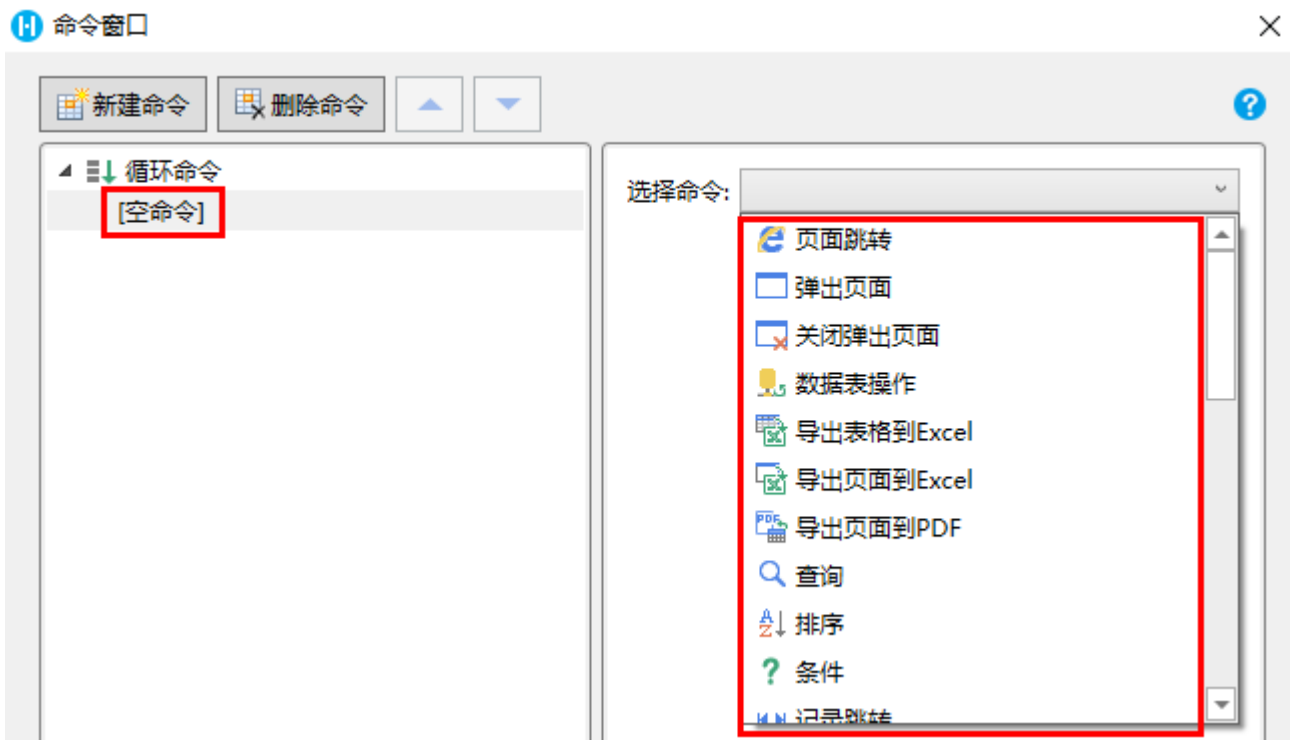 命令窗口
新建命令 删除命令
循环命令
[空命令]
选择命令:
页面跳转
弹出页面
关闭弹出页面
数据表操作
导出表格到Excel
导出页面到Excel
导出页面到PDF
查询
排序
条件
记录跳转